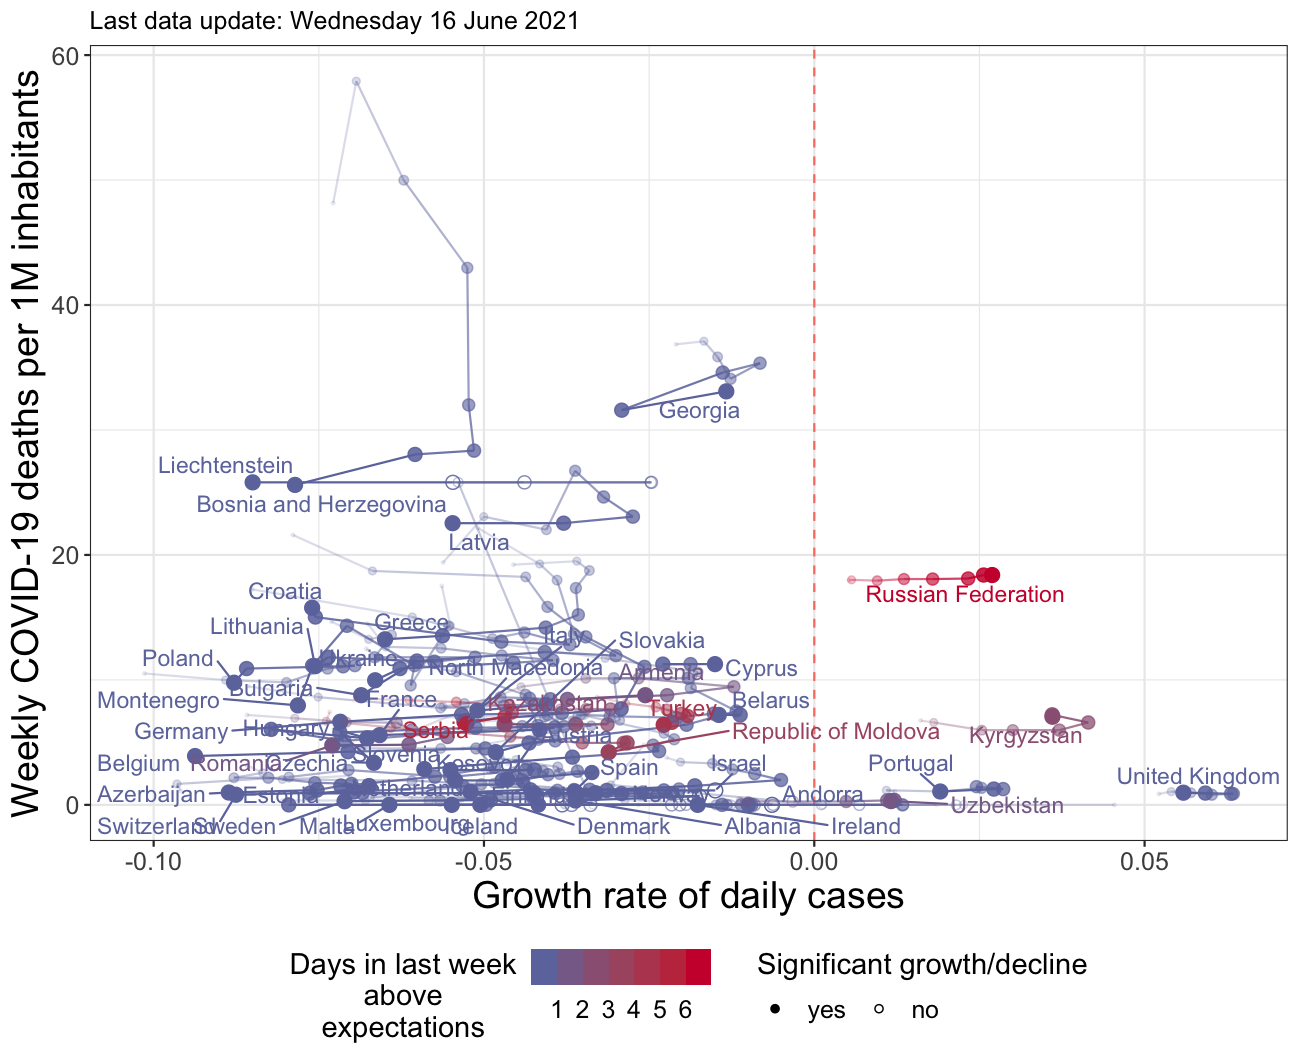 Last data update: Wednesday 16 June 2021
Weekly COVID-19 deaths per 1M inhabitants
60
40
20
0
Georgia
Liechtenstein
Bosnia and Herzegovina
Latvia
Russian Federation
Croatia
Lithuania
Greece
Italy
Slovakia
Poland
Ukraine
North Macedonia
Armenia
Cyprus
Montenegro
Bulgaria
France
Kazakhstan
Turkey
Belarus
Germany
Hungary
Serbia
Austria
Republic of Moldova
Kyrgyzstan
Belgium
Romania
Czechia
Slovenia
Kosovo
Spain
Israel
Portugal
United Kingdom
Azerbaijan
Estonia
Norway
Andorra
Uzbekistan
Switzerland
Sweden
Malta
Luxembourg
Iceland
Denmark
Albania
Ireland
-0.10
-0.05
0.00
0.05
Growth rate of daily cases
Days in last week
above
expectations
1 2 3 4 5 6
Significant growth/decline
yes
no